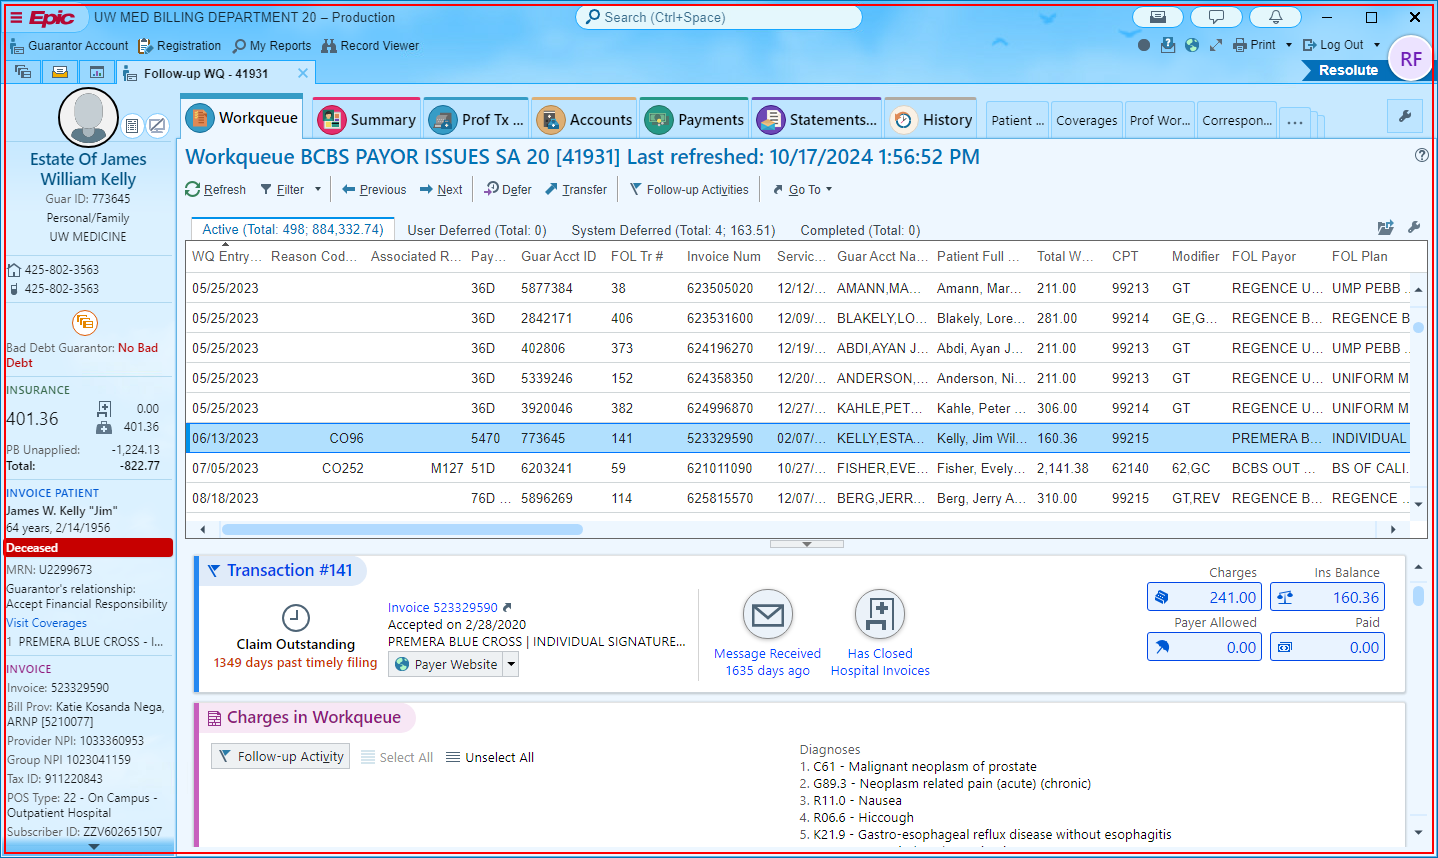 Epic UW MED BILLING DEPARTMENT 20 – Production Search (Ctrl+Space)
Guarantor Account Registration My Reports Record Viewer Print Log Out
Follow-up WQ - 41931 Resolute RF
Estate Of James
William Kelly
Guar ID: 773645
Personal/Family
UW MEDICINE
425-802-3563
425-802-3563
Bad Debt Guarantor: No Bad
Debt
INSURANCE
401.36 0.00
401.36
PB Unapplied: -1,224.13
Total: -822.77
INVOICE PATIENT
James W. Kelly "Jim"
64 years, 2/14/1956
Deceased
MRN: U2299673
Guarantor's relationship:
Accept Financial Responsibility
Visit Coverages
1 PREMERA BLUE CROSS - I...
INVOICE
Invoice: 523329590
Bill Prov: Katie Kosanda Nega,
ARNP [5210077]
Provider NPI: 1033360953
Group NPI 1023041159
Tax ID: 911220843
POS Type: 22 - On Campus -
Outpatient Hospital
Subscriber ID: ZZV602651507
Workqueue Summary Prof Tx ... Accounts Payments Statements... History Patient ... Coverages Prof Wor... Correspon... ...
Workqueue BCBS PAYOR ISSUES SA 20 [41931] Last refreshed: 10/17/2024 1:56:52 PM
Refresh Filter Previous Next Defer Transfer Follow-up Activities Go To
Active (Total: 498; 884,332.74) User Deferred (Total: 0) System Deferred (Total: 4; 163.51) Completed (Total: 0)
WQ Entry... Reason Cod... Associated R... Pay... Guar Acct ID FOL Tr # Invoice Num Servic... Guar Acct Na... Patient Full ... Total W... CPT Modifier FOL Payor FOL Plan
05/25/2023 36D 5877384 38 623505020 12/12/... AMANN,MA... Amann, Mar... 211.00 99213 GT REGENCE U... UMP PEBB ...
05/25/2023 36D 2842171 406 623531600 12/09/... BLAKELY,LO... Blakely, Lore... 281.00 99214 GE,G... REGENCE B... REGENCE B
05/25/2023 36D 402806 373 624196270 12/19/... ABDI,AYAN J... Abdi, Ayan J... 211.00 99213 GT REGENCE U... UMP PEBB ...
05/25/2023 36D 5339246 152 624358350 12/20/... ANDERSON,... Anderson, Ni... 211.00 99213 GT REGENCE U... UNIFORM M
05/25/2023 36D 3920046 382 624996870 12/27/... KAHLE,PET... Kahle, Peter ... 306.00 99214 GT REGENCE U... UNIFORM M
06/13/2023 CO96 5470 773645 141 523329590 02/07/... KELLY,ESTA... Kelly, Jim Wil... 160.36 99215 PREMERA B... INDIVIDUAL
07/05/2023 CO252 M127 51D 6203241 59 621011090 10/27/... FISHER,EVE... Fisher, Evely... 2,141.38 62140 62,GC BCBS OUT ... BS OF CALI...
08/18/2023 76D ... 5896269 114 625815570 12/07/... BERG,JERR... Berg, Jerry A... 310.00 99215 GT,REV REGENCE B... REGENCE ...
Transaction #141
Claim Outstanding
1349 days past timely filing
Invoice 523329590
Accepted on 2/28/2020
PREMERA BLUE CROSS | INDIVIDUAL SIGNATURE...
Payer Website
Message Received
1635 days ago
Has Closed
Hospital Invoices
Charges Ins Balance
241.00 160.36
Payer Allowed Paid
0.00 0.00
Charges in Workqueue
Follow-up Activity Select All Unselect All
Diagnoses
1. C61 - Malignant neoplasm of prostate
2. G89.3 - Neoplasm related pain (acute) (chronic)
3. R11.0 - Nausea
4. R06.6 - Hiccough
5. K21.9 - Gastro-esophageal reflux disease without esophagitis